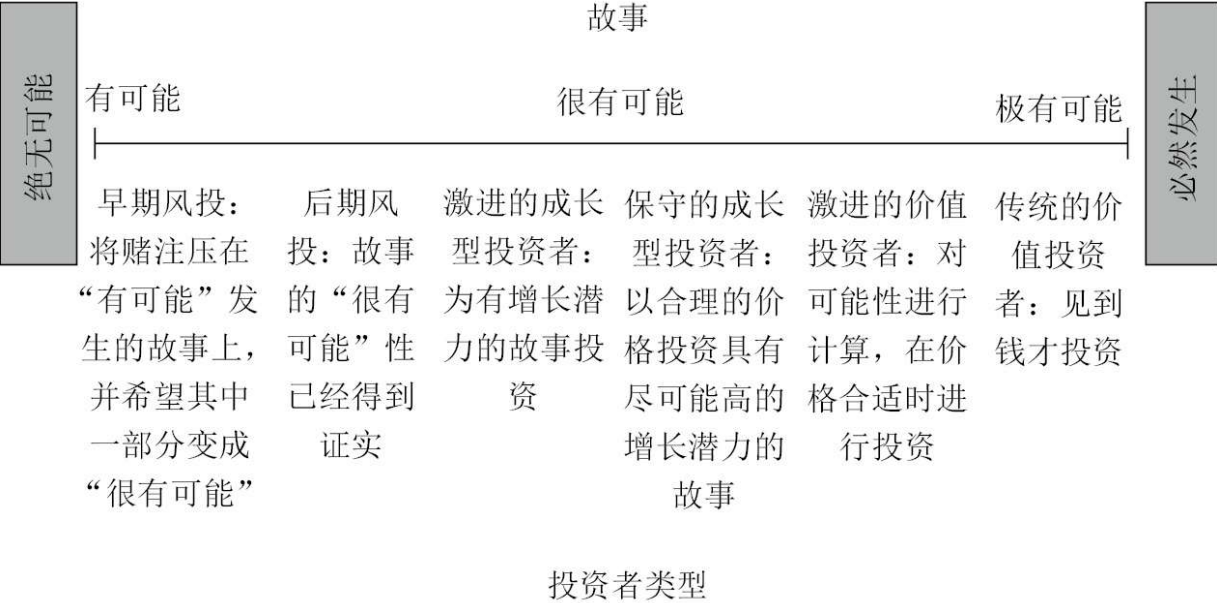 故事
绝无可能
有可能
很有可能
极有可能
必然发生
早期风投：
将赌注压在
“有可能”发
生的故事上，
并希望其中
一部分变成
“很有可能”
后期风
投：故事
的“很有
可能”性
已经得到
证实
激进的成长
型投资者：
为有增长潜
力的故事投
资
保守的成长
型投资者：
以合理的价
格投资具有
尽可能高的
增长潜力的
故事
激进的价值
投资者：对
可能性进行
计算，在价
格合适时进
行投资
传统的价
值投资
者：见到
钱才投资
投资者类型